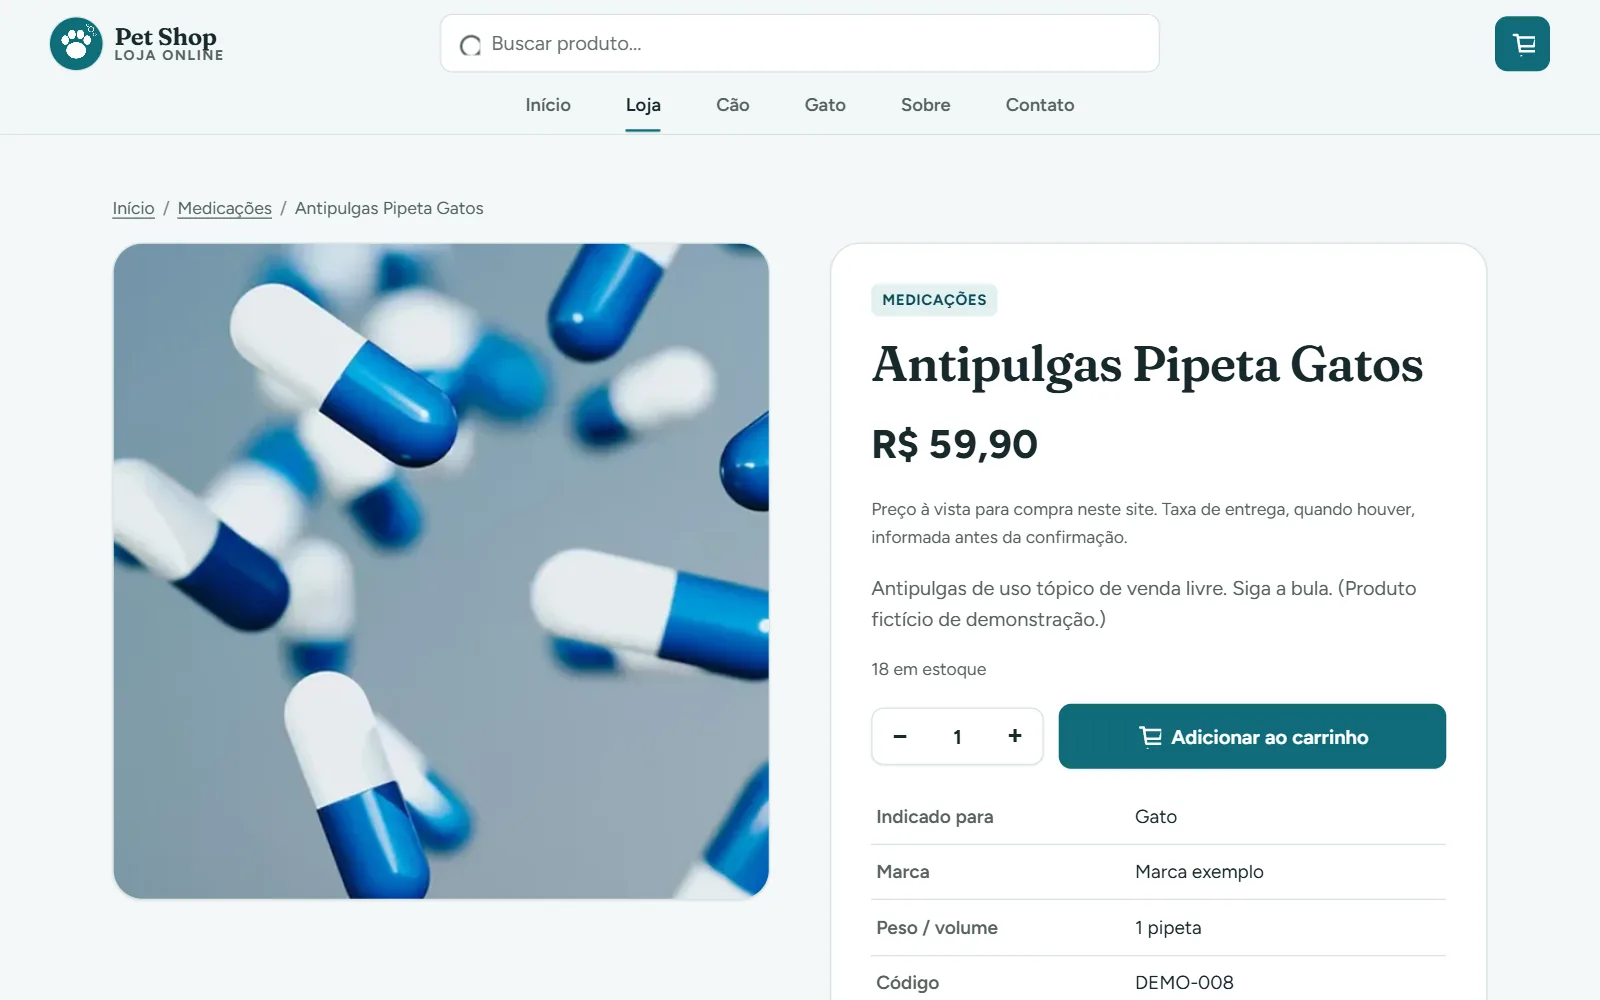 Pet Shop
LOJA ONLINE
Buscar produto...
Início
Loja
Cão
Gato
Sobre
Contato
Início / Medicações / Antipulgas Pipeta Gatos
MEDICAÇÕES
Antipulgas Pipeta Gatos
R$ 59,90
Preço à vista para compra neste site. Taxa de entrega, quando houver,
informada antes da confirmação.
Antipulgas de uso tópico de venda livre. Siga a bula. (Produto
fictício de demonstração.)
18 em estoque
− 1 +
Adicionar ao carrinho
Indicado para Gato
Marca Marca exemplo
Peso / volume 1 pipeta
Código DEMO-008